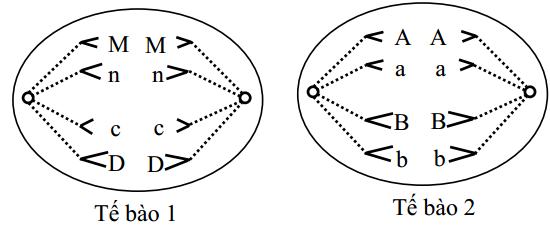 M M A A
n n a a
c c B B
D D b b
Tế bào 1 Tế bào 2